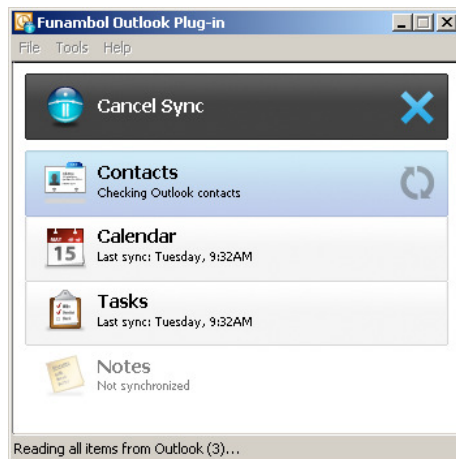 Funambol Outlook Plug-in
File Tools Help
Cancel Sync
Contacts
Checking Outlook contacts
15
Calendar
Last sync: Tuesday, 9:32AM
Tasks
Last sync: Tuesday, 9:32AM
Notes
Not synchronized
Reading all items from Outlook (3)...